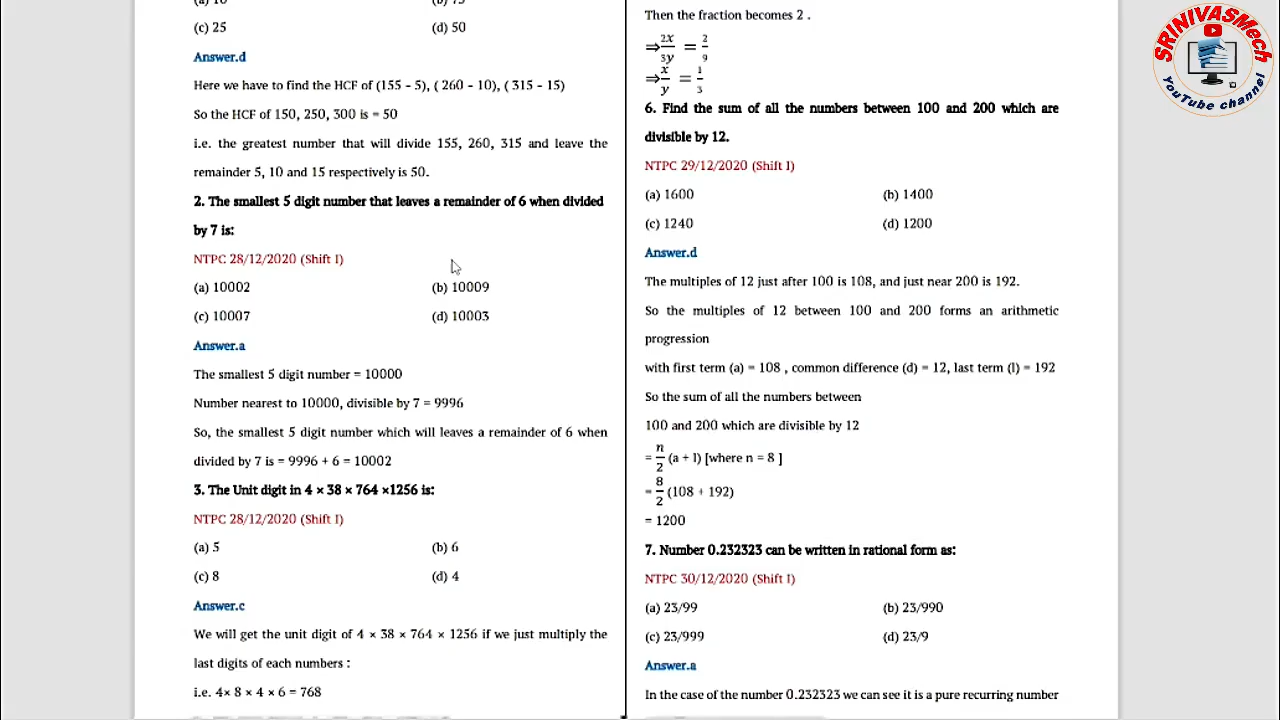 (c) 25 (d) 50
Answer.d
Here we have to find the HCF of (155 - 5), ( 260 - 10), ( 315 - 15)
So the HCF of 150, 250, 300 is = 50
i.e. the greatest number that will divide 155, 260, 315 and leave the
remainder 5, 10 and 15 respectively is 50.
2. The smallest 5 digit number that leaves a remainder of 6 when divided
by 7 is:
NTPC 28/12/2020 (Shift I)
(a) 10002 (b) 10009
(c) 10007 (d) 10003
Answer.a
The smallest 5 digit number = 10000
Number nearest to 10000, divisible by 7 = 9996
So, the smallest 5 digit number which will leaves a remainder of 6 when
divided by 7 is = 9996 + 6 = 10002
3. The Unit digit in 4 × 38 × 764 ×1256 is:
NTPC 28/12/2020 (Shift I)
(a) 5 (b) 6
(c) 8 (d) 4
Answer.c
We will get the unit digit of 4 × 38 × 764 × 1256 if we just multiply the
last digits of each numbers :
i.e. 4× 8 × 4 × 6 = 768
Then the fraction becomes 2 .
⇒2x/3y = 2/9
⇒x/y = 1/3
6. Find the sum of all the numbers between 100 and 200 which are
divisible by 12.
NTPC 29/12/2020 (Shift I)
(a) 1600 (b) 1400
(c) 1240 (d) 1200
Answer.d
The multiples of 12 just after 100 is 108, and just near 200 is 192.
So the multiples of 12 between 100 and 200 forms an arithmetic
progression
with first term (a) = 108 , common difference (d) = 12, last term (l) = 192
So the sum of all the numbers between
100 and 200 which are divisible by 12
= n/2 (a + l) [where n = 8 ]
= 8/2 (108 + 192)
= 1200
7. Number 0.232323 can be written in rational form as:
NTPC 30/12/2020 (Shift I)
(a) 23/99 (b) 23/990
(c) 23/999 (d) 23/9
Answer.a
In the case of the number 0.232323 we can see it is a pure recurring number
SRINIVASMech
YouTube channel